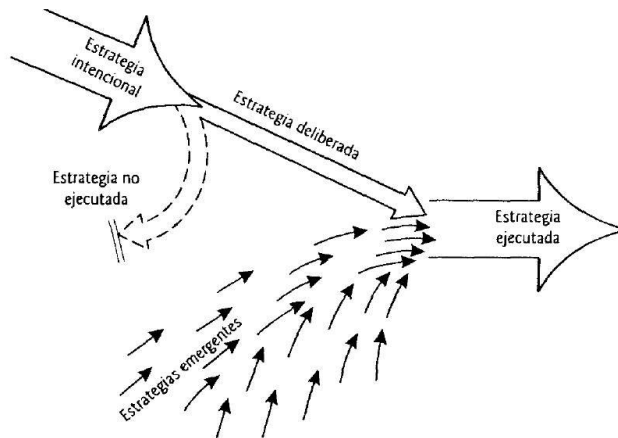 Estrategia
intencional
Estrategia deliberada
Estrategia no
ejecutada
Estrategia
ejecutada
Estrategias emergentes